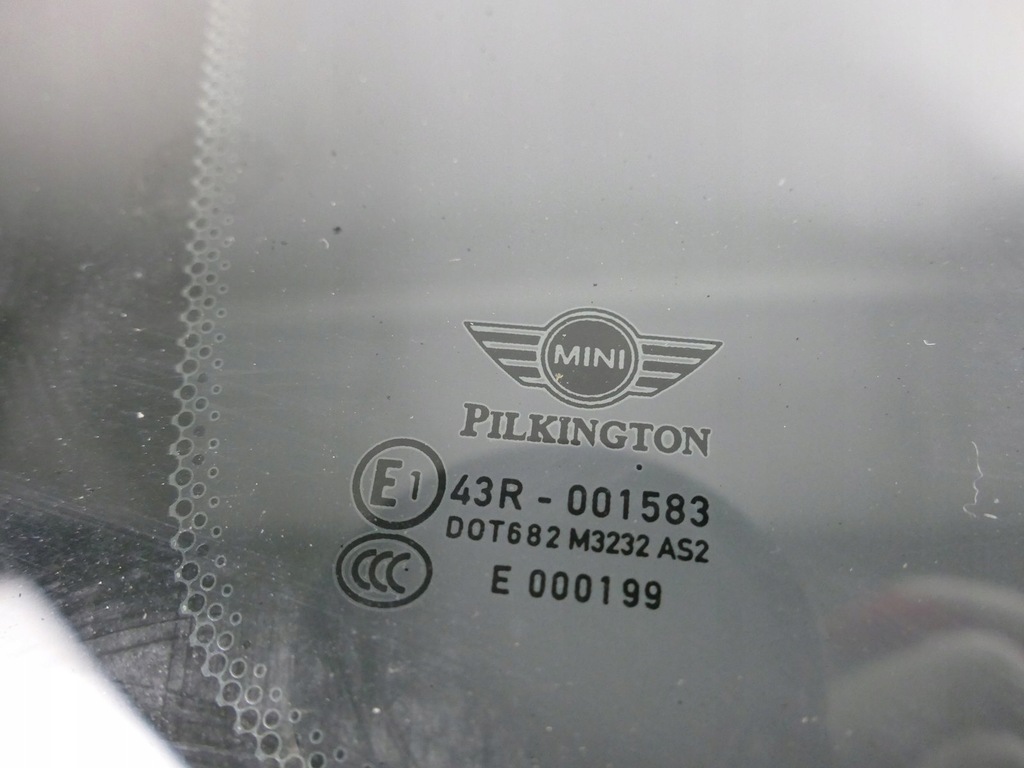 MINI
PILKINGTON
E1 43R - 001583
DOT682 M3232 AS2
CCC E 000199